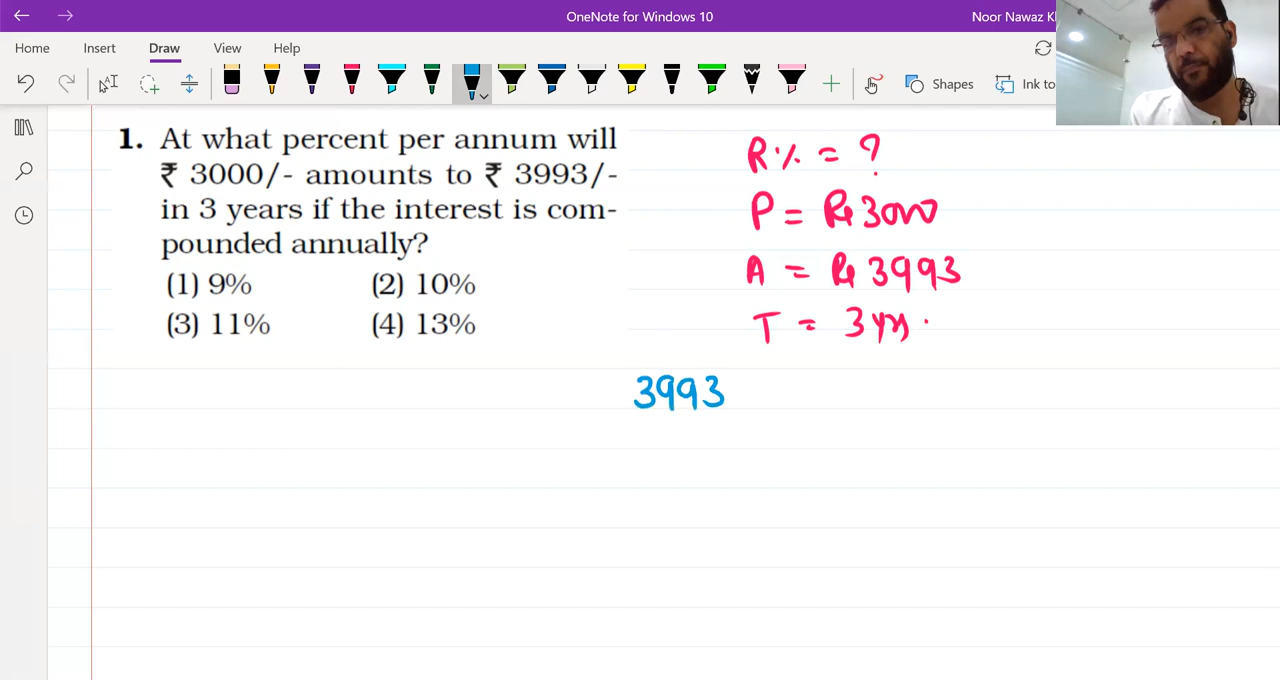 OneNote for Windows 10
Noor Nawaz Kh
Home Insert Draw View Help
Shapes Ink to
1. At what percent per annum will
₹ 3000/- amounts to ₹ 3993/-
in 3 years if the interest is com-
pounded annually?
(1) 9% (2) 10%
(3) 11% (4) 13%
R% = ?
P = Rs 3000
A = Rs 3993
T = 3 yrs.
3993